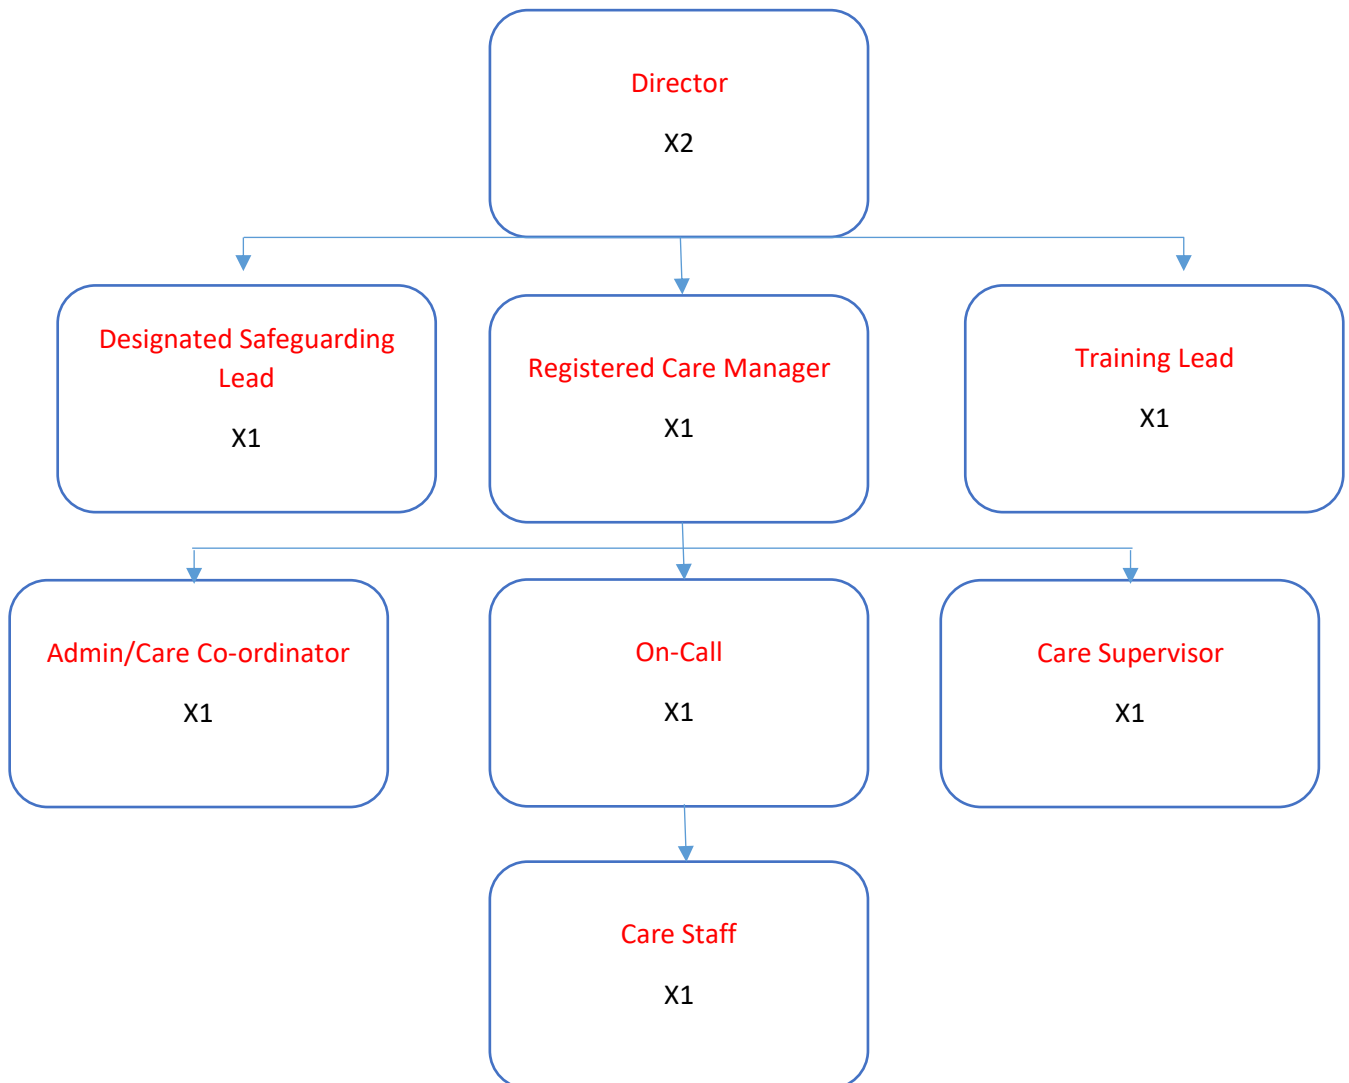 Director
X2
Designated Safeguarding
Lead
X1
Registered Care Manager
X1
Training Lead
X1
Admin/Care Co-ordinator
X1
On-Call
X1
Care Supervisor
X1
Care Staff
X1